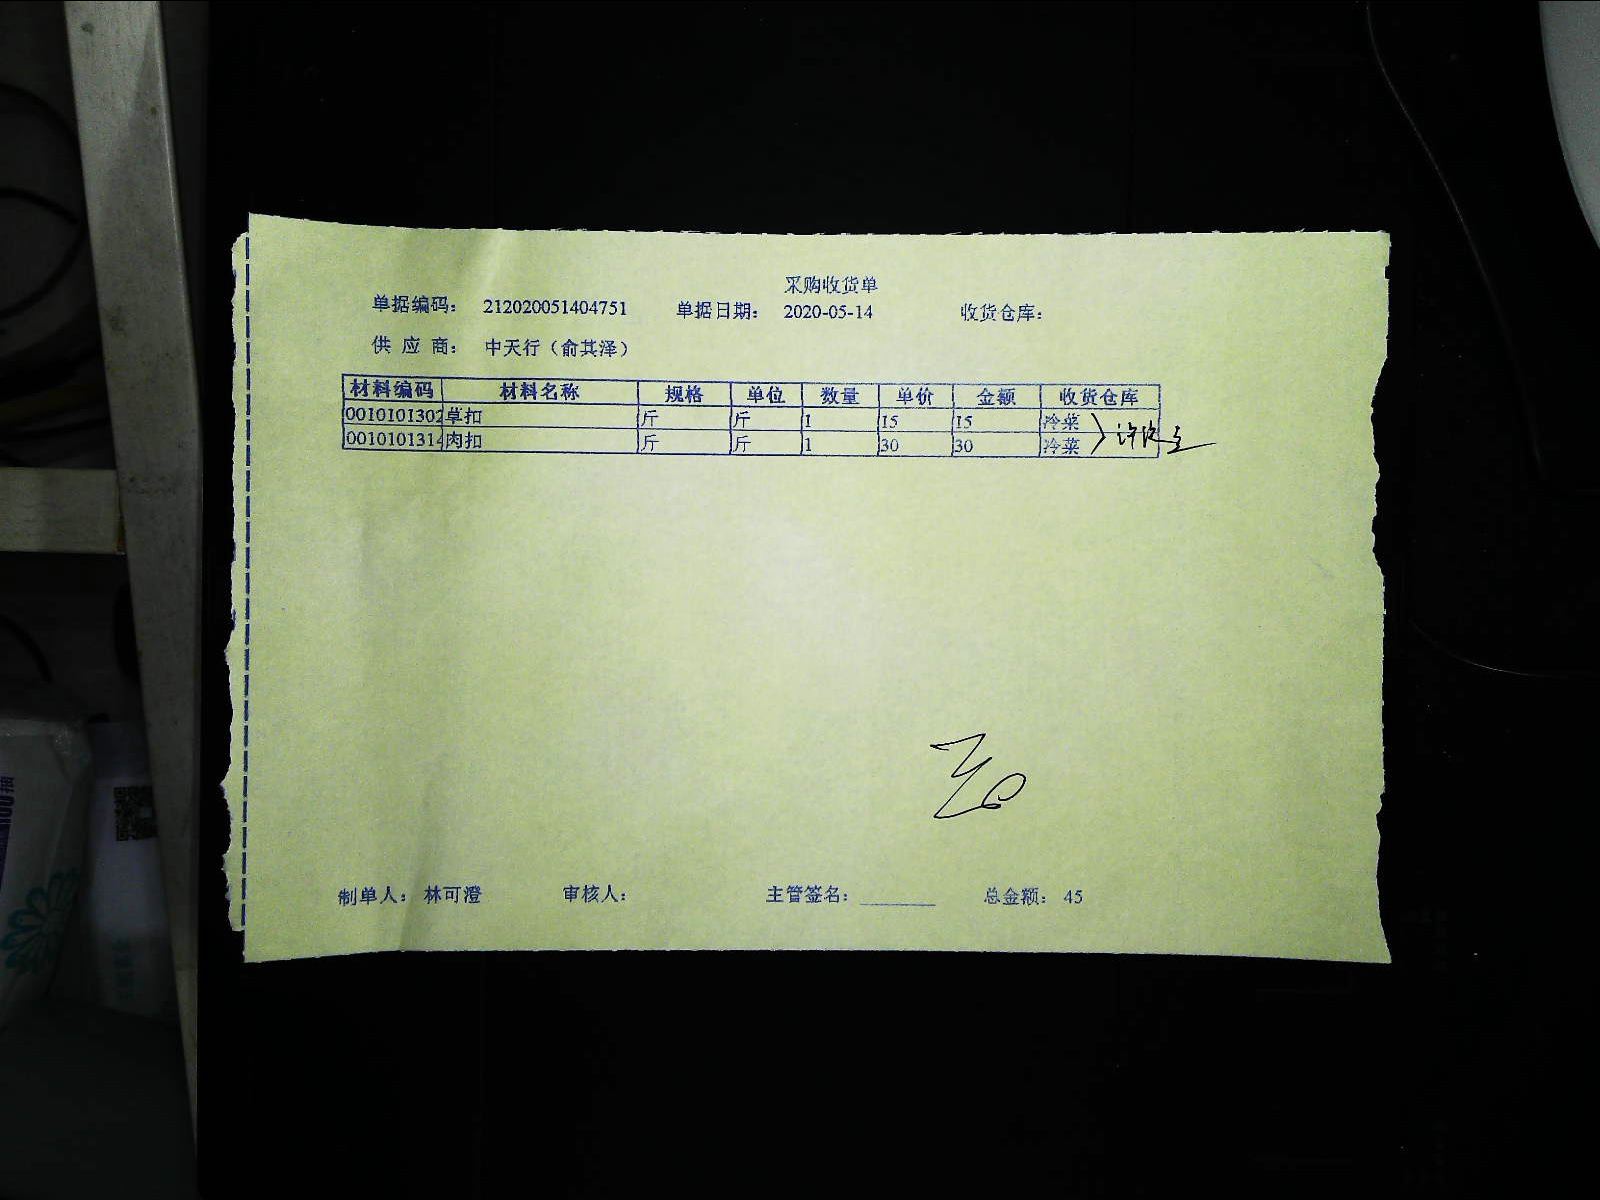 采购收货单
单据编码： 212020051404751 单据日期： 2020-05-14 收货仓库：
供 应 商： 中天行（俞其泽）
材料编码 材料名称 规格 单位 数量 单价 金额 收货仓库
0010101302 草扣 斤 斤 1 15 15 冷菜
0010101314 肉扣 斤 斤 1 30 30 冷菜
制单人： 林可澄 审核人： 主管签名： 总金额： 45